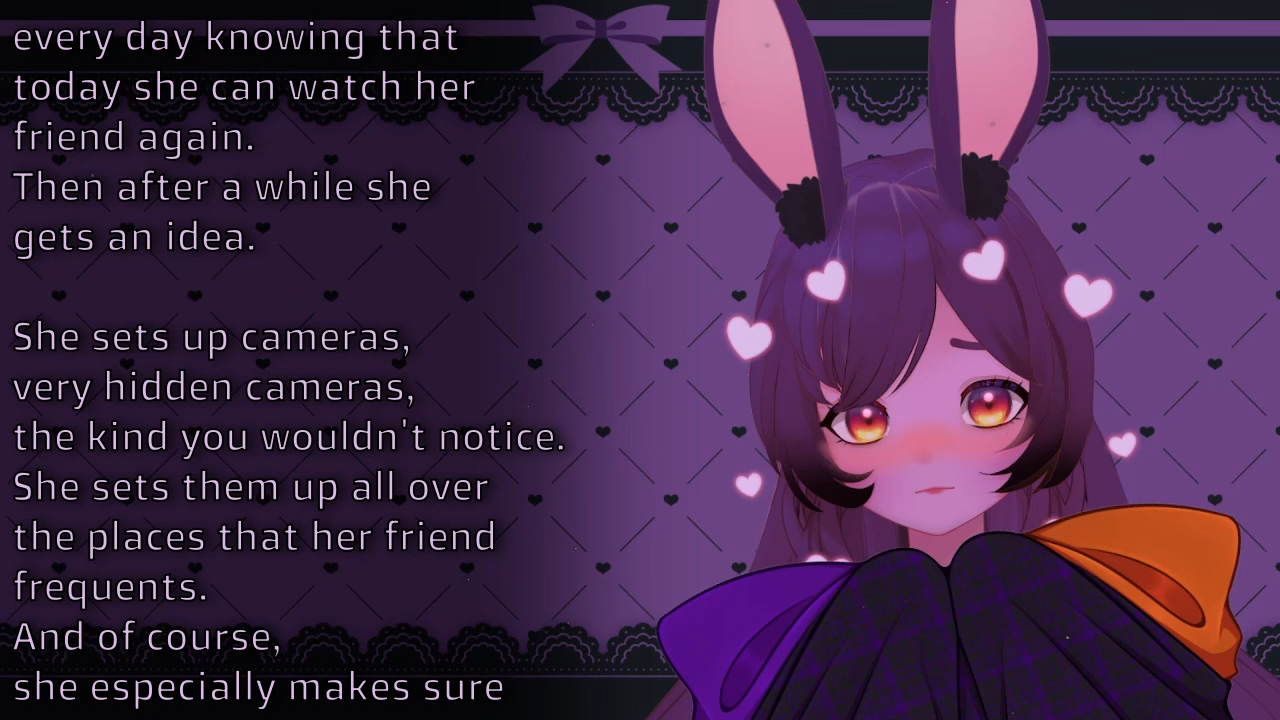 every day knowing that
today she can watch her
friend again.
Then after a while she
gets an idea.
She sets up cameras,
very hidden cameras,
the kind you wouldn't notice.
She sets them up all over
the places that her friend
frequents.
And of course,
she especially makes sure